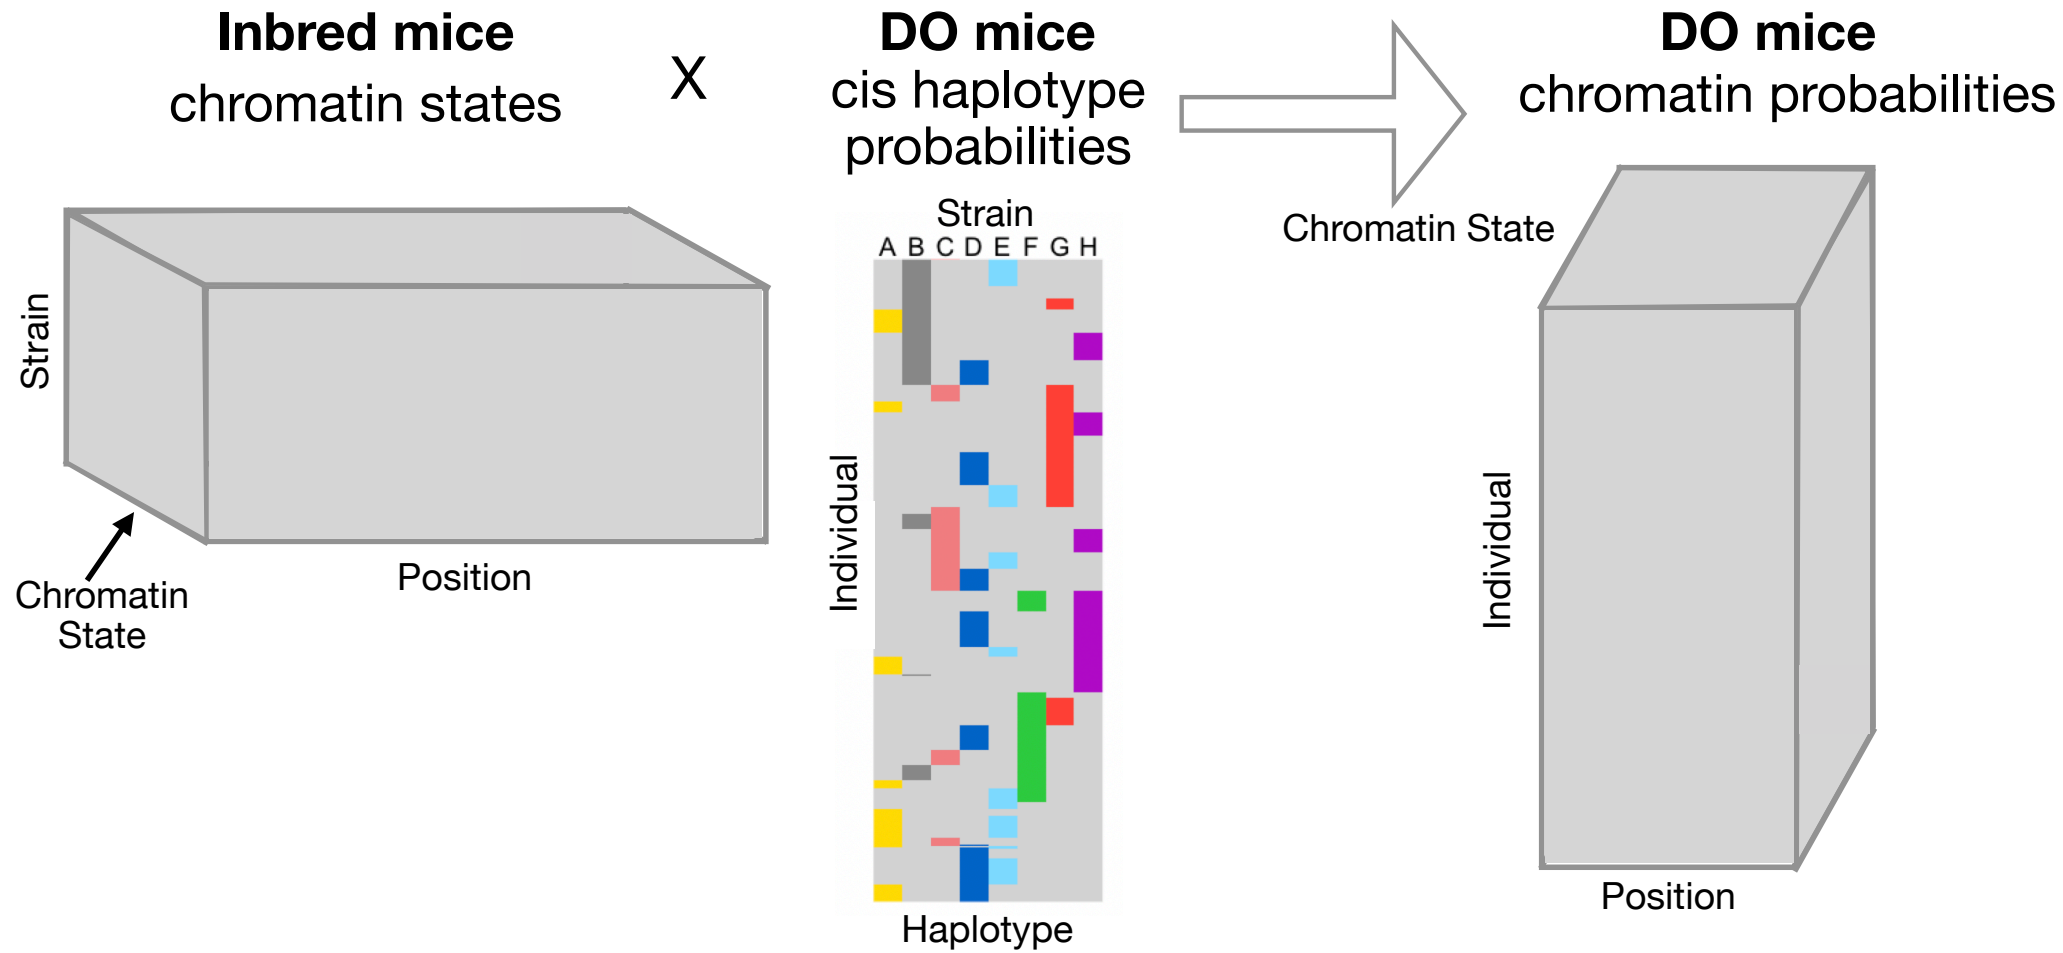 Inbred mice
chromatin states
X
DO mice
cis haplotype
probabilities
DO mice
chromatin probabilities
Strain
Chromatin
State
Position
Strain
A B C D E F G H
Individual
Haplotype
Chromatin State
Individual
Position